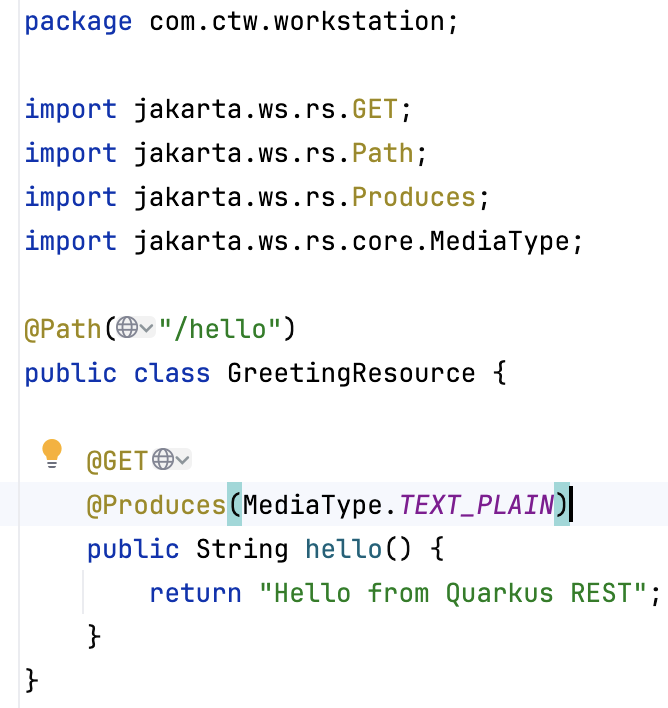 package com.ctw.workstation;
import jakarta.ws.rs.GET;
import jakarta.ws.rs.Path;
import jakarta.ws.rs.Produces;
import jakarta.ws.rs.core.MediaType;
@Path("/hello")
public class GreetingResource {
@GET
@Produces(MediaType.TEXT_PLAIN)
public String hello() {
return "Hello from Quarkus REST";
}
}